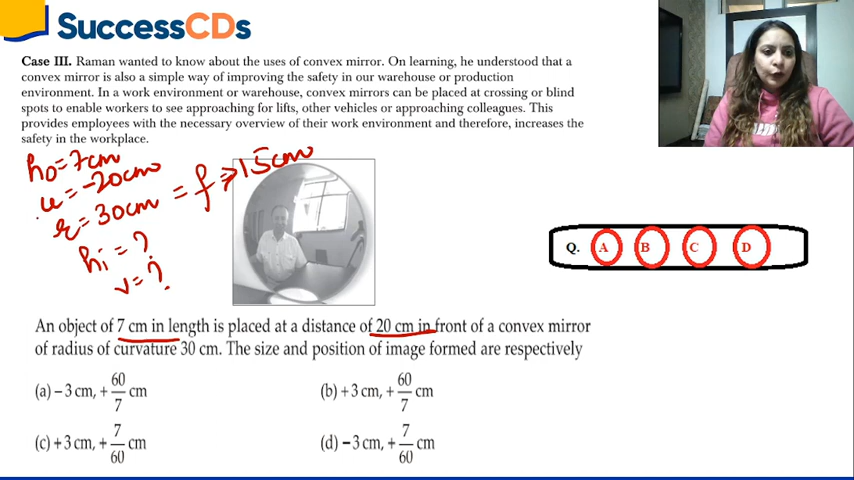 SuccessCDs
Case III. Raman wanted to know about the uses of convex mirror. On learning, he understood that a
convex mirror is also a simple way of improving the safety in our warehouse or production
environment. In a work environment or warehouse, convex mirrors can be placed at crossing or blind
spots to enable workers to see approaching for lifts, other vehicles or approaching colleagues. This
provides employees with the necessary overview of their work environment and therefore, increases the
safety in the workplace.
h₀=7cm
u=-20cm
r=30cm = f⇒15cm
hᵢ=?
v=?
Q. A B C D
An object of 7 cm in length is placed at a distance of 20 cm in front of a convex mirror
of radius of curvature 30 cm. The size and position of image formed are respectively
(a) – 3 cm, + 60/7 cm
(b) + 3 cm, + 60/7 cm
(c) + 3 cm, + 7/60 cm
(d) – 3 cm, + 7/60 cm